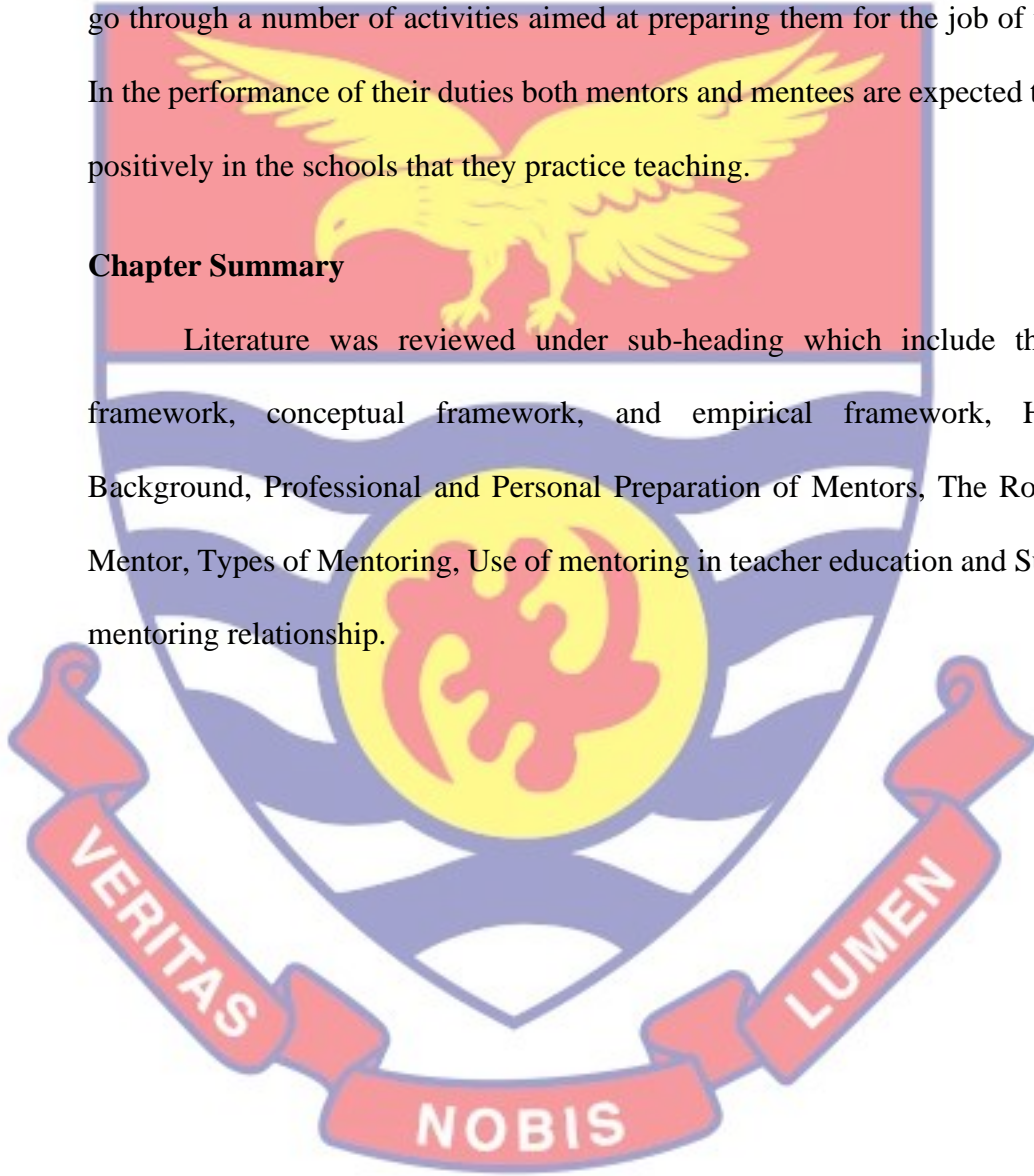 go through a number of activities aimed at preparing them for the job of
In the performance of their duties both mentors and mentees are expected
positively in the schools that they practice teaching.
Chapter Summary
Literature was reviewed under sub-heading which include
framework, conceptual framework, and empirical framework,
Background, Professional and Personal Preparation of Mentors, The
Mentor, Types of Mentoring, Use of mentoring in teacher education and
mentoring relationship.
VERITAS
NOBIS
LUMEN